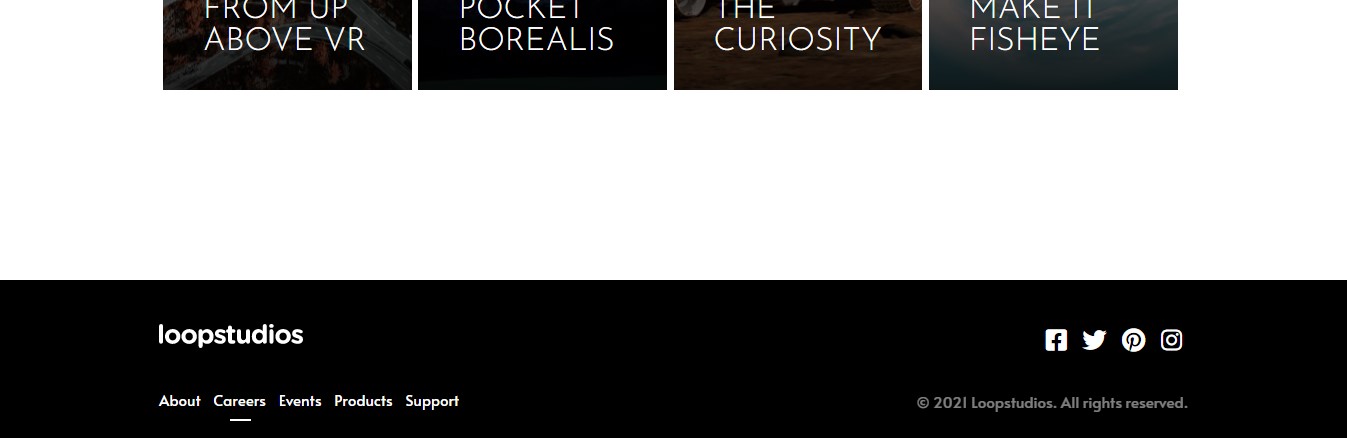 FROM UP
ABOVE VR
POCKET
BOREALIS
THE
CURIOSITY
MAKE IT
FISHEYE
loopstudios
About Careers Events Products Support
© 2021 Loopstudios. All rights reserved.